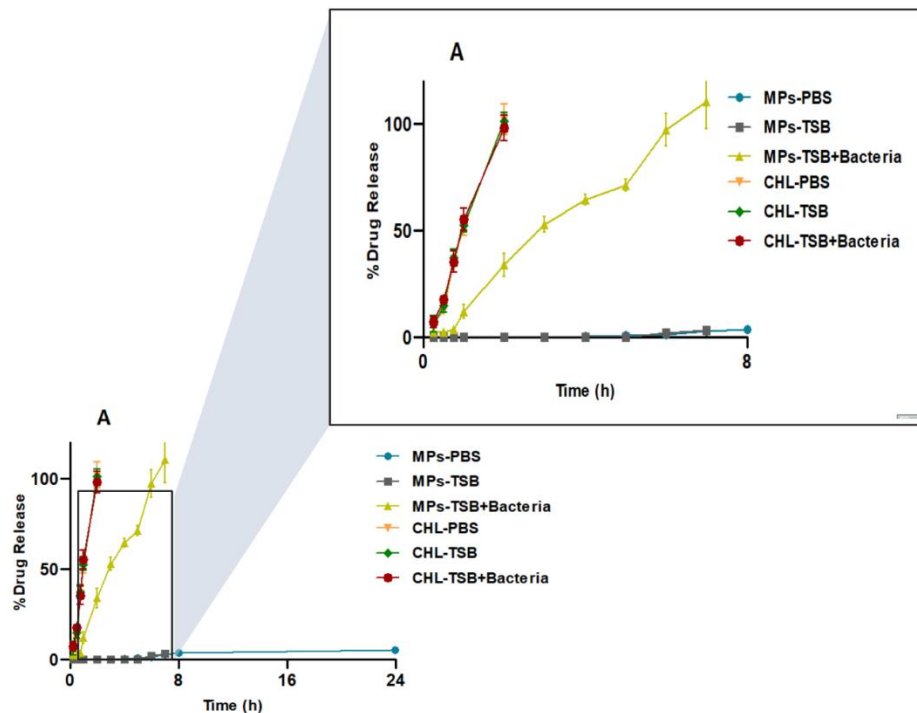 A
100
50
0
%Drug Release
0
8
Time (h)
MPs-PBS
MPs-TSB
MPs-TSB+Bacteria
CHL-PBS
CHL-TSB
CHL-TSB+Bacteria
A
100
50
0
%Drug Release
0
8
16
24
Time (h)
MPs-PBS
MPs-TSB
MPs-TSB+Bacteria
CHL-PBS
CHL-TSB
CHL-TSB+Bacteria